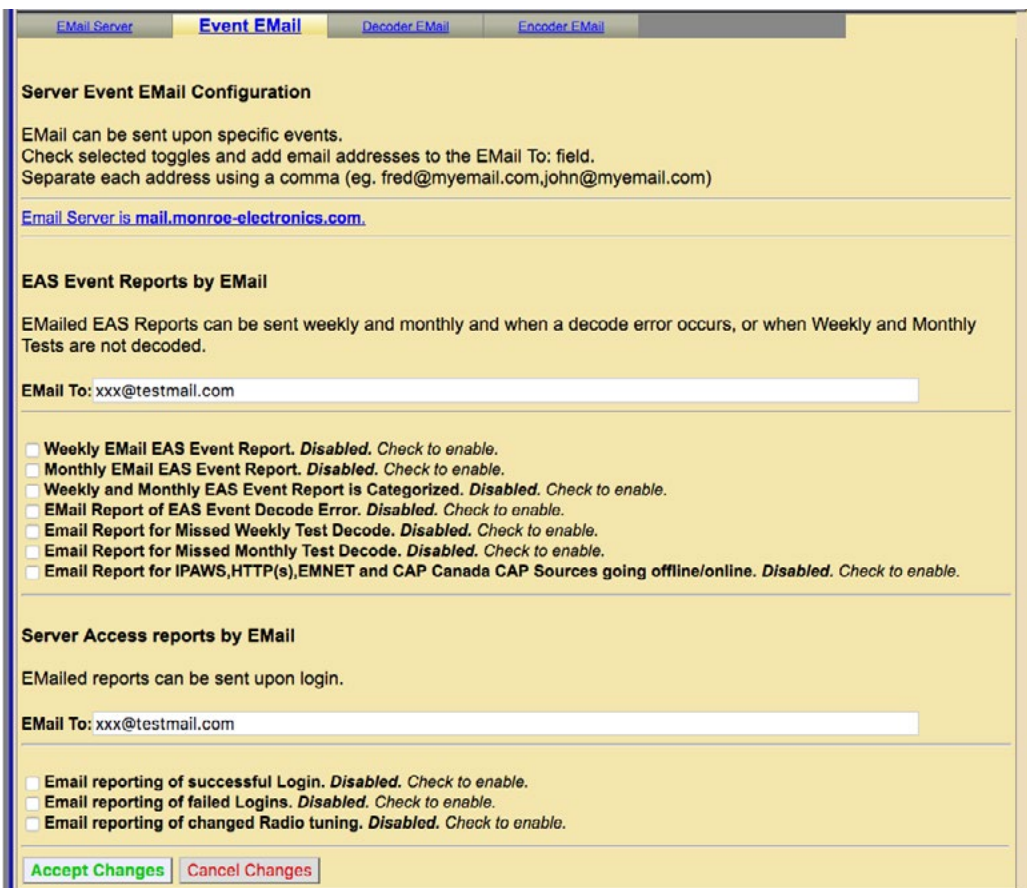 EMail Server Event EMail Decoder EMail Encoder EMail
Server Event EMail Configuration
EMail can be sent upon specific events.
Check selected toggles and add email addresses to the EMail To: field.
Separate each address using a comma (eg. fred@myemail.com,john@myemail.com)
Email Server is mail.monroe-electronics.com.
EAS Event Reports by EMail
EMailed EAS Reports can be sent weekly and monthly and when a decode error occurs, or when Weekly and Monthly
Tests are not decoded.
EMail To: xxx@testmail.com
Weekly EMail EAS Event Report. Disabled. Check to enable.
Monthly EMail EAS Event Report. Disabled. Check to enable.
Weekly and Monthly EAS Event Report is Categorized. Disabled. Check to enable.
EMail Report of EAS Event Decode Error. Disabled. Check to enable.
Email Report for Missed Weekly Test Decode. Disabled. Check to enable.
Email Report for Missed Monthly Test Decode. Disabled. Check to enable.
Email Report for IPAWS,HTTP(s),EMNET and CAP Canada CAP Sources going offline/online. Disabled. Check to enable.
Server Access reports by EMail
EMailed reports can be sent upon login.
EMail To: xxx@testmail.com
Email reporting of successful Login. Disabled. Check to enable.
Email reporting of failed Logins. Disabled. Check to enable.
Email reporting of changed Radio tuning. Disabled. Check to enable.
Accept Changes Cancel Changes